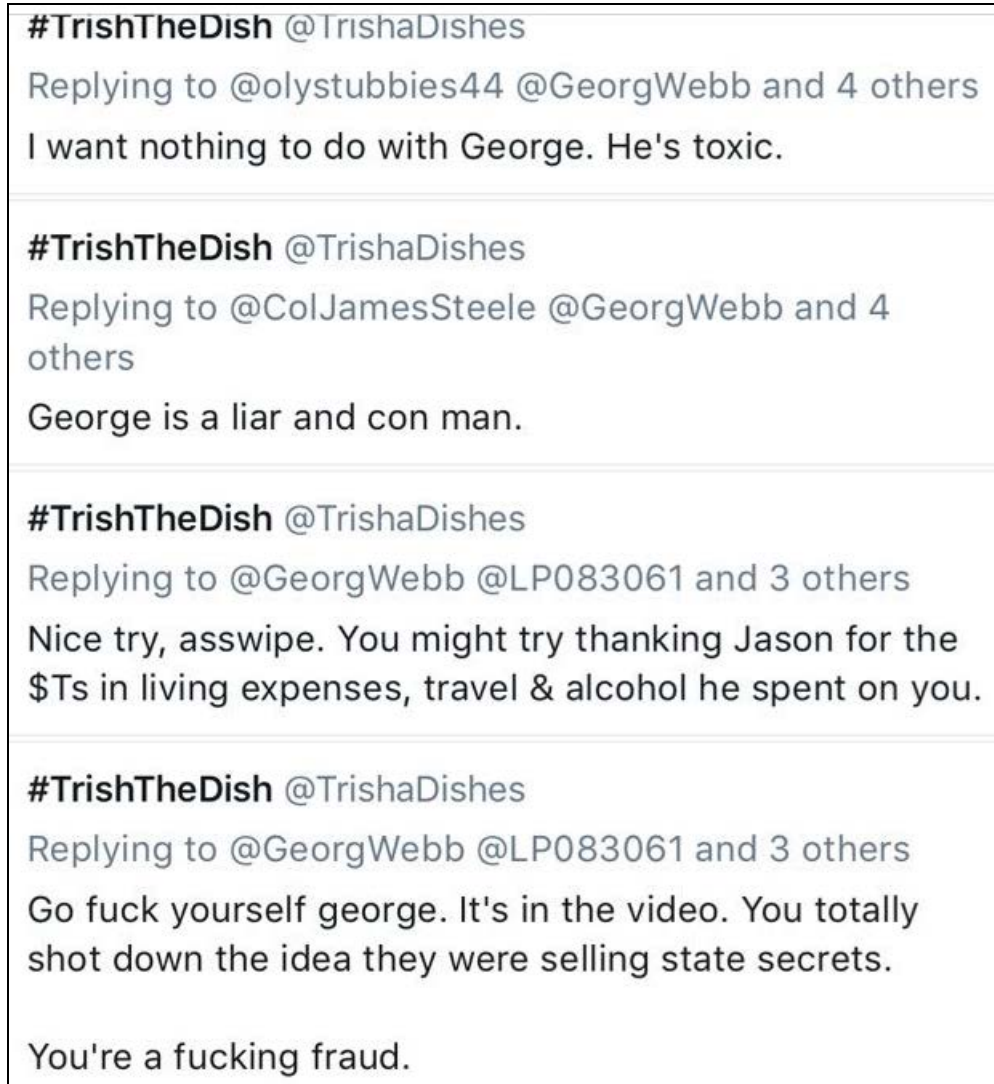 #TrishTheDish @TrishaDishes
Replying to @olystubbies44 @GeorgWebb and 4 others
I want nothing to do with George. He's toxic.
#TrishTheDish @TrishaDishes
Replying to @ColJamesSteele @GeorgWebb and 4
others
George is a liar and con man.
#TrishTheDish @TrishaDishes
Replying to @GeorgWebb @LP083061 and 3 others
Nice try, asswipe. You might try thanking Jason for the
$Ts in living expenses, travel & alcohol he spent on you.
#TrishTheDish @TrishaDishes
Replying to @GeorgWebb @LP083061 and 3 others
Go fuck yourself george. It's in the video. You totally
shot down the idea they were selling state secrets.
You're a fucking fraud.